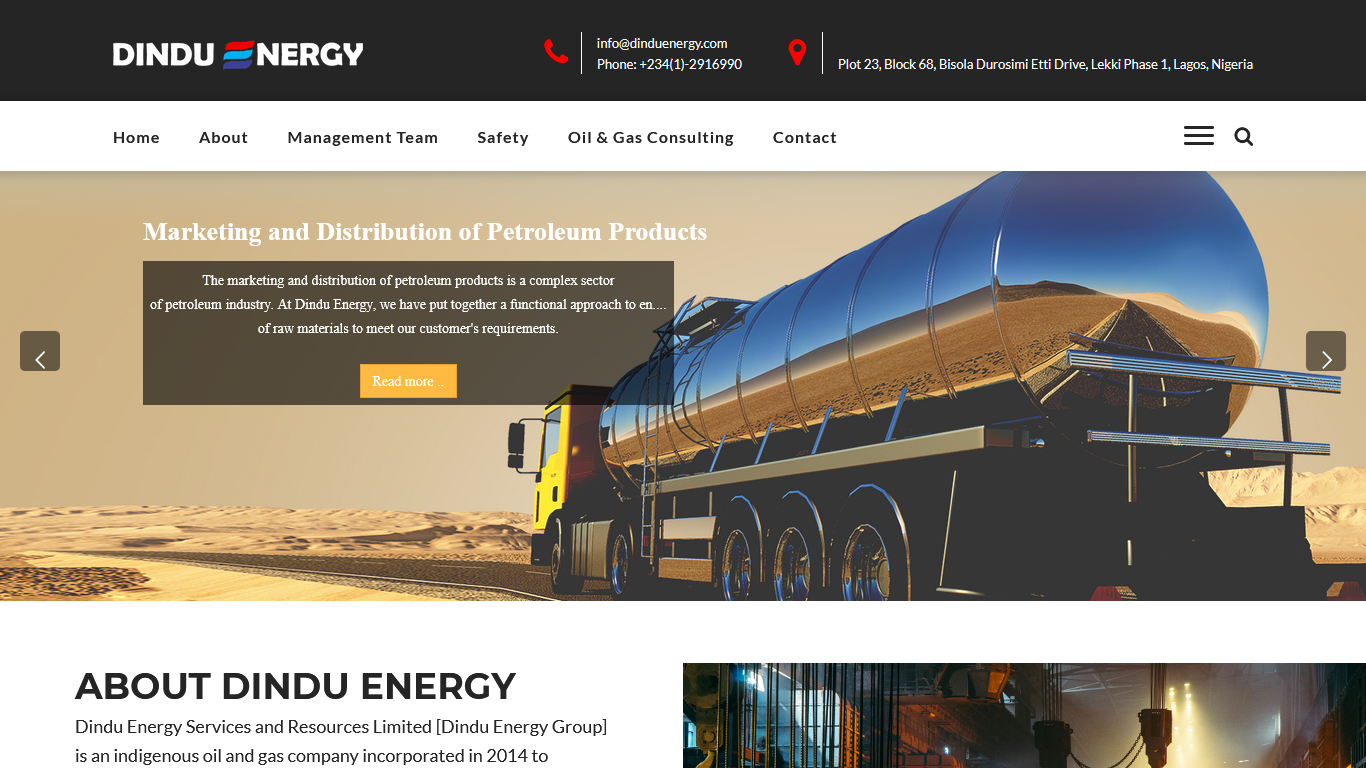 DINDU ENERGY
info@dinduenergy.com
Phone: +234(1)-2916990
Plot 23, Block 68, Bisola Durosimi Etti Drive, Lekki Phase 1, Lagos, Nigeria
Home About Management Team Safety Oil & Gas Consulting Contact
Marketing and Distribution of Petroleum Products
The marketing and distribution of petroleum products is a complex sector
of petroleum industry. At Dindu Energy, we have put together a functional approach to en....
of raw materials to meet our customer's requirements.
Read more ..
ABOUT DINDU ENERGY
Dindu Energy Services and Resources Limited [Dindu Energy Group]
is an indigenous oil and gas company incorporated in 2014 to